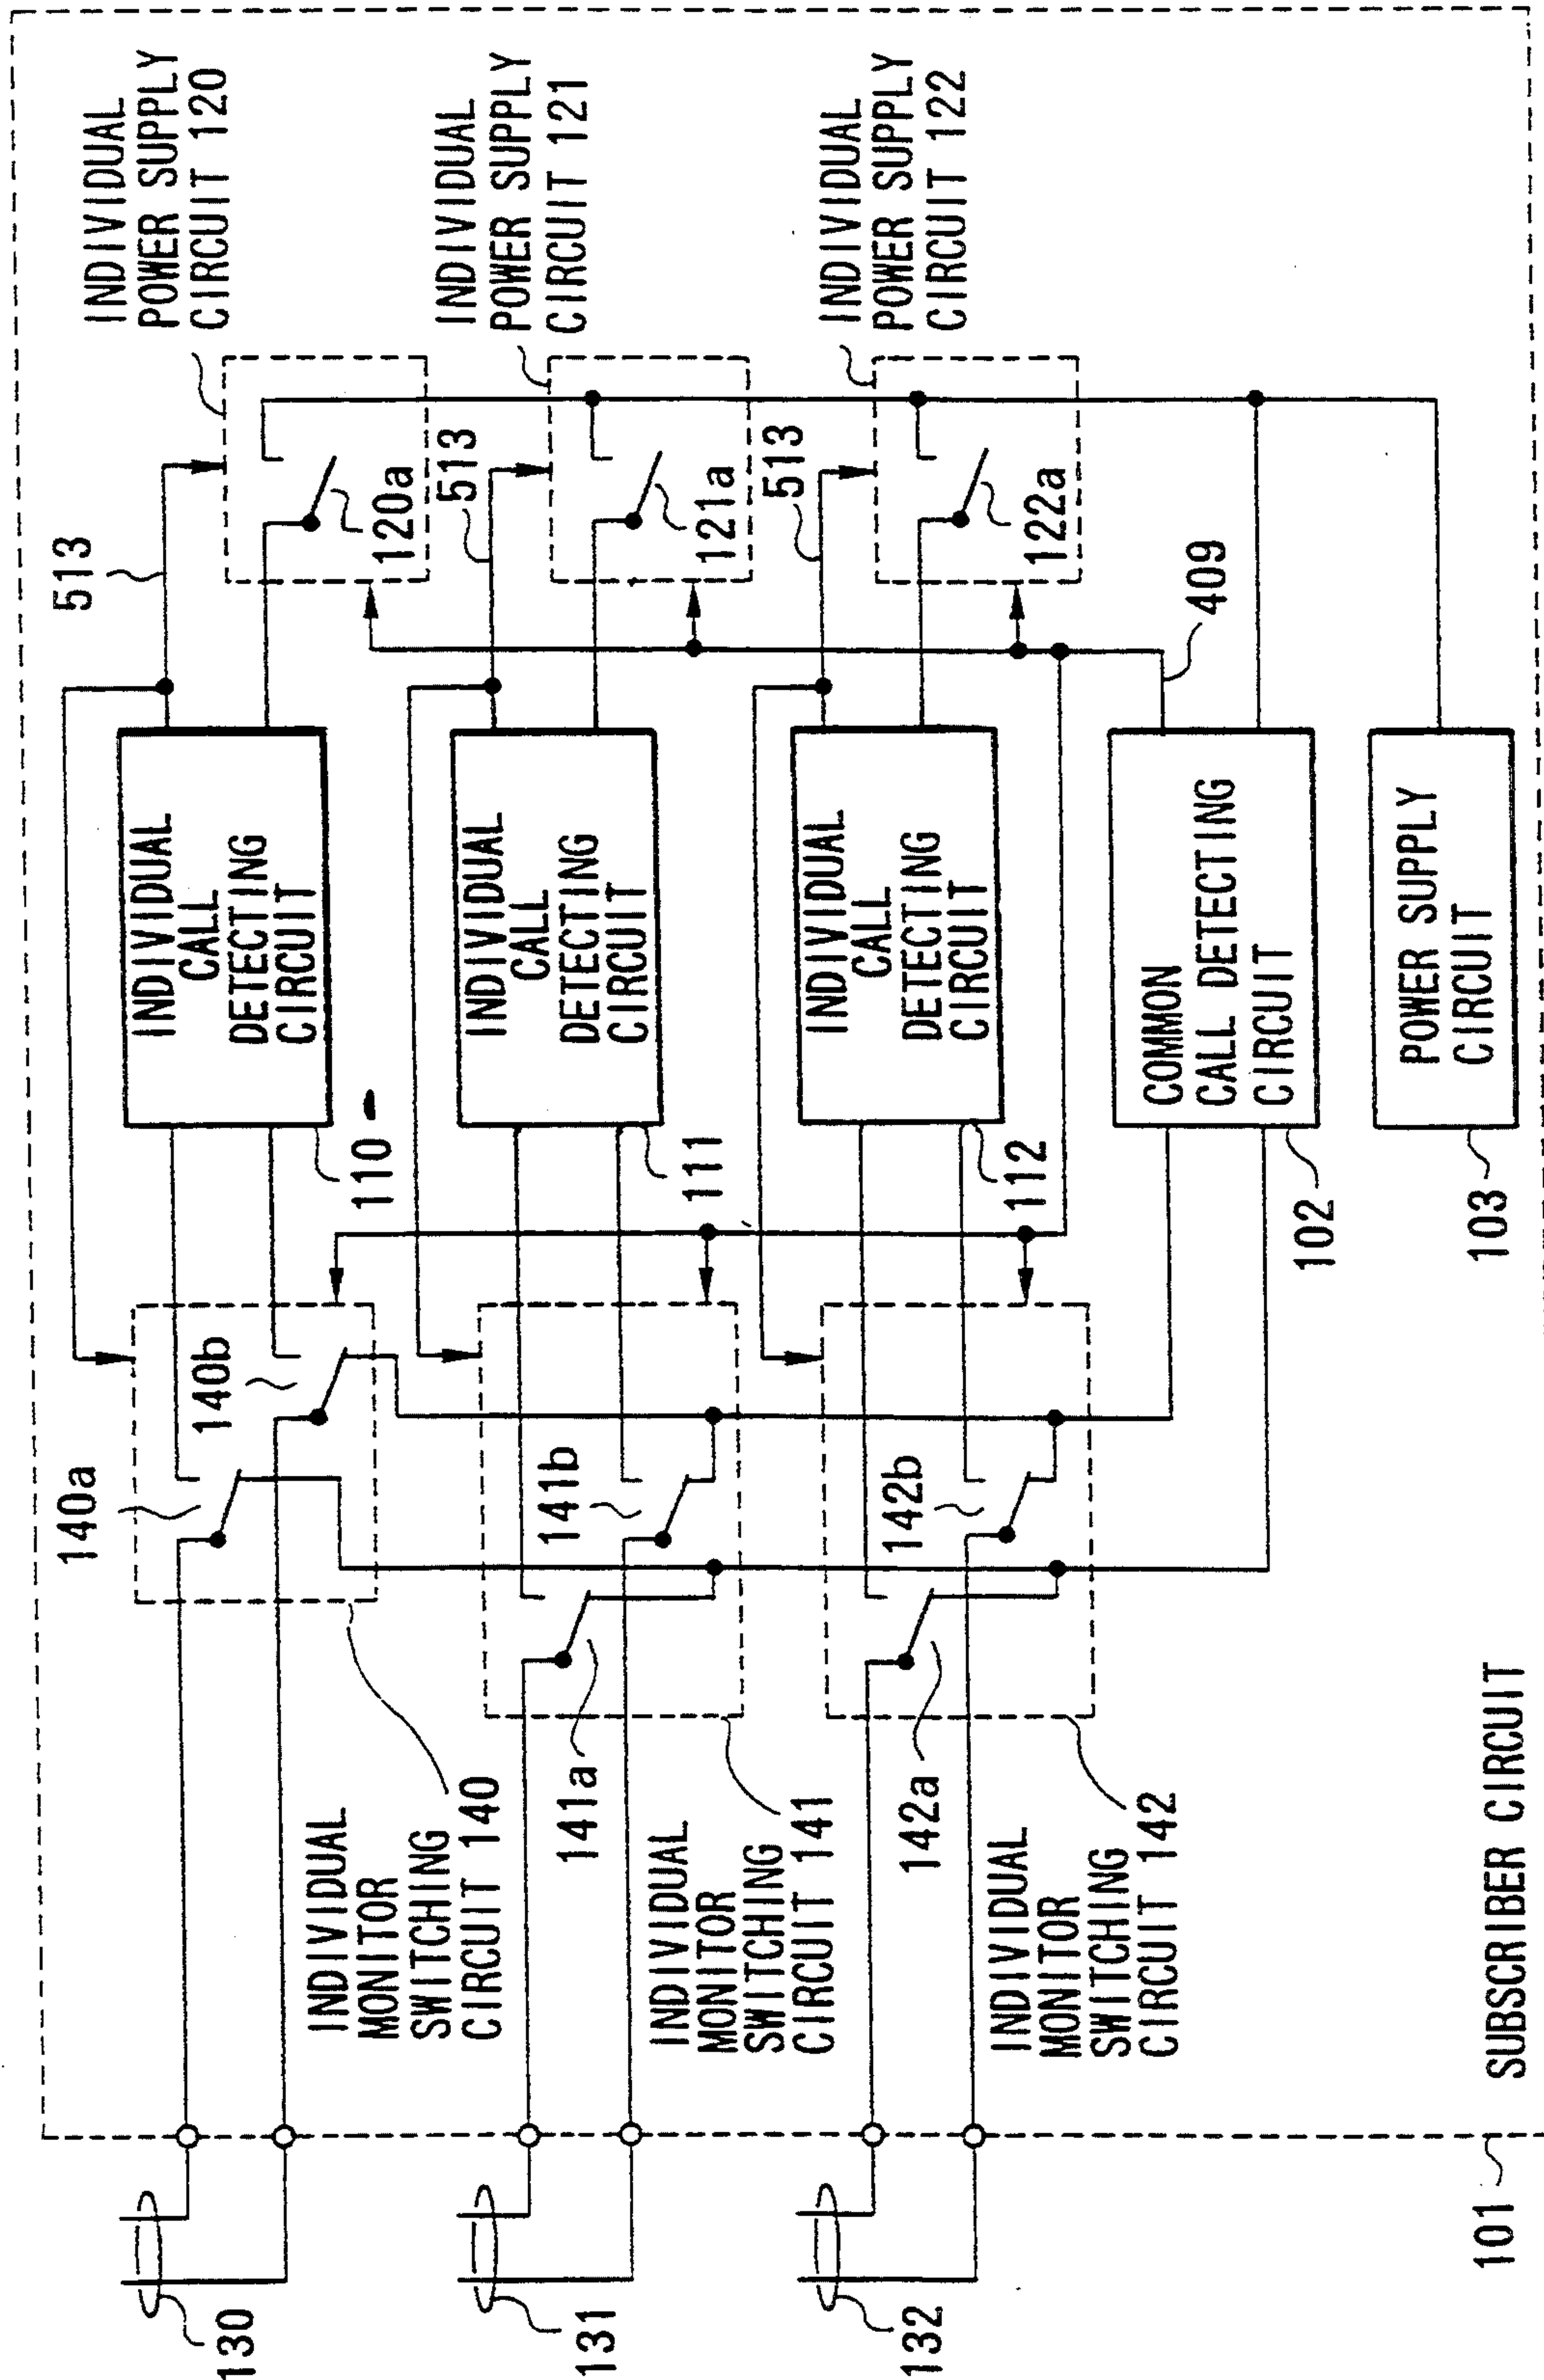 INDIVIDUAL
POWER SUPPLY
CIRCUIT 120
INDIVIDUAL
POWER SUPPLY
CIRCUIT 121
INDIVIDUAL
POWER SUPPLY
CIRCUIT 122
513
120a
513
121a
513
122a
409
INDIVIDUAL
CALL
DETECTING
CIRCUIT
110
INDIVIDUAL
CALL
DETECTING
CIRCUIT
111
INDIVIDUAL
CALL
DETECTING
CIRCUIT
112
COMMON
CALL DETECTING
CIRCUIT
102
POWER SUPPLY
CIRCUIT
103
140a
140b
141b
142b
141a
142a
INDIVIDUAL
MONITOR
SWITCHING
CIRCUIT 140
INDIVIDUAL
MONITOR
SWITCHING
CIRCUIT 141
INDIVIDUAL
MONITOR
SWITCHING
CIRCUIT 142
SUBSCRIBER CIRCUIT
101
130
131
132